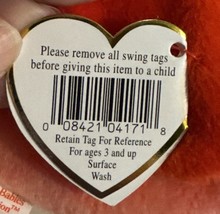 Please remove all swing tags
before giving this item to a child
0 08421 04171 8
Retain Tag For Reference
For ages 3 and up
Surface
Wash
Babies